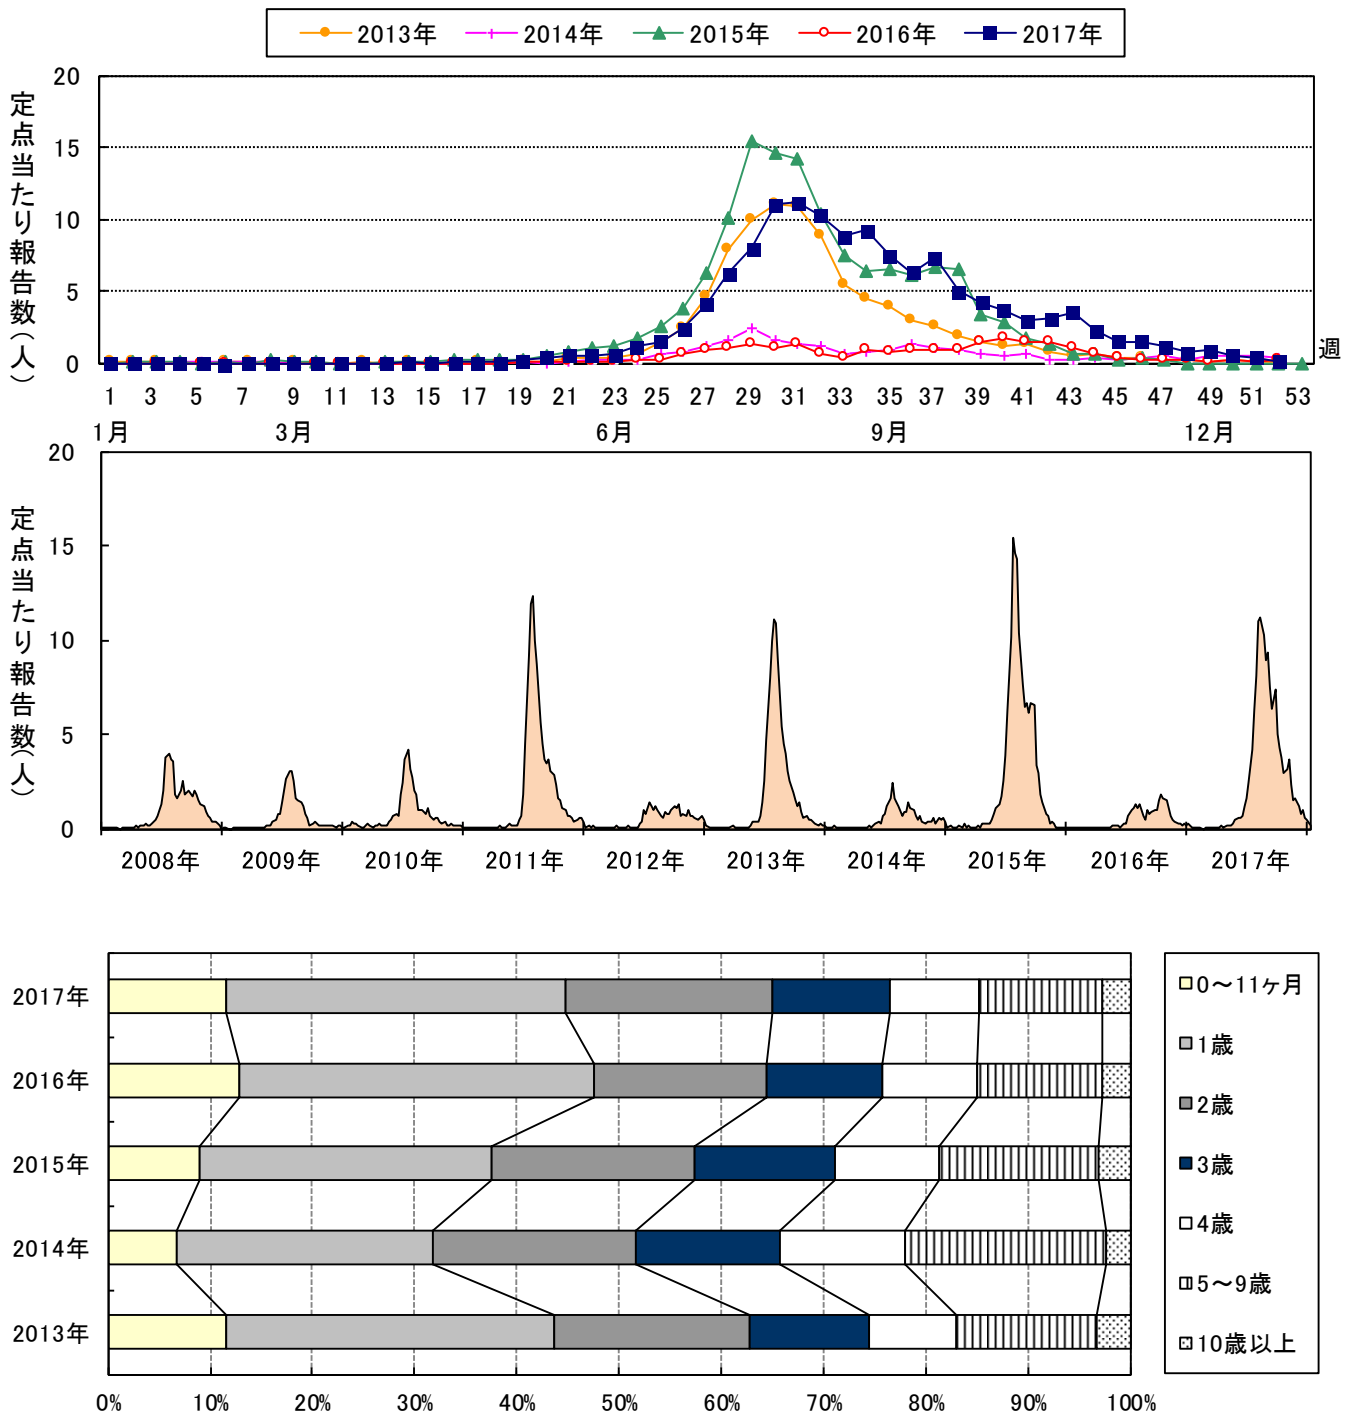 2013年 2014年 2015年 2016年 2017年
定点当たり報告数(人)
20
15
10
5
0
週
1 3 5 7 9 11 13 15 17 19 21 23 25 27 29 31 33 35 37 39 41 43 45 47 49 51 53
1月 3月 6月 9月 12月
定点当たり報告数(人)
20
15
10
5
0
2008年 2009年 2010年 2011年 2012年 2013年 2014年 2015年 2016年 2017年
2017年
2016年
2015年
2014年
2013年
0% 10% 20% 30% 40% 50% 60% 70% 80% 90% 100%
0～11ヶ月
1歳
2歳
3歳
4歳
5～9歳
10歳以上